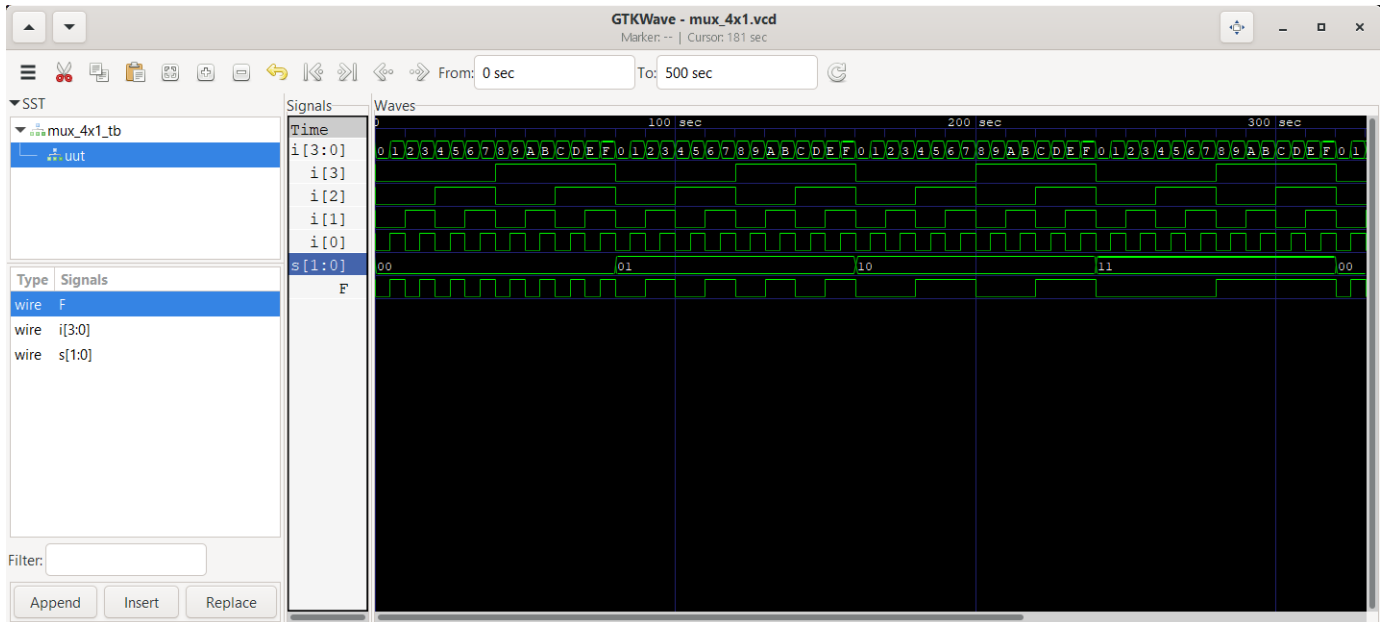 GTKWave - mux_4x1.vcd
Marker: -- | Cursor: 181 sec
From: 0 sec To: 500 sec
SST
mux_4x1_tb
uut
Type Signals
wire F
wire i[3:0]
wire s[1:0]
Filter:
Append Insert Replace
Signals
Time
i[3:0]
i[3]
i[2]
i[1]
i[0]
s[1:0]
F
Waves
0 100 sec 200 sec 300 sec
0 1 2 3 4 5 6 7 8 9 A B C D E F 0 1 2 3 4 5 6 7 8 9 A B C D E F 0 1 2 3 4 5 6 7 8 9 A B C D E F 0 1 2 3 4 5 6 7 8 9 A B C D E F 0 1
00 01 10 11 00